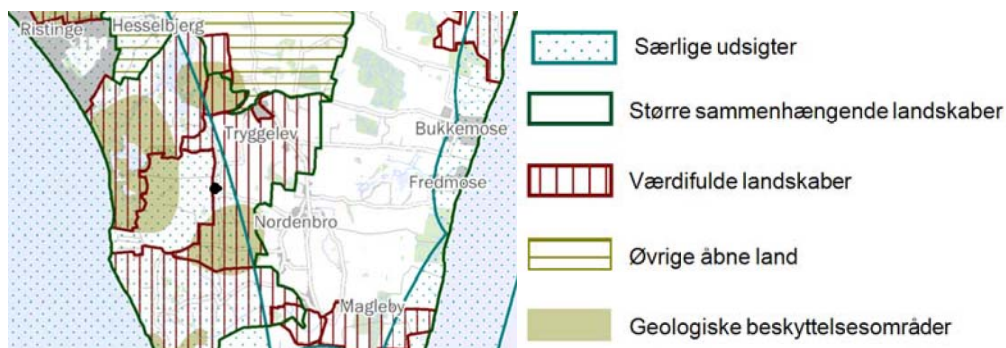 Ristinge
Hesselbjerg
Tryggelev
Bukkemose
Fredmose
Nordenbro
Magleby
Særlige udsigter
Større sammenhængende landskaber
Værdifulde landskaber
Øvrige åbne land
Geologiske beskyttelsesområder